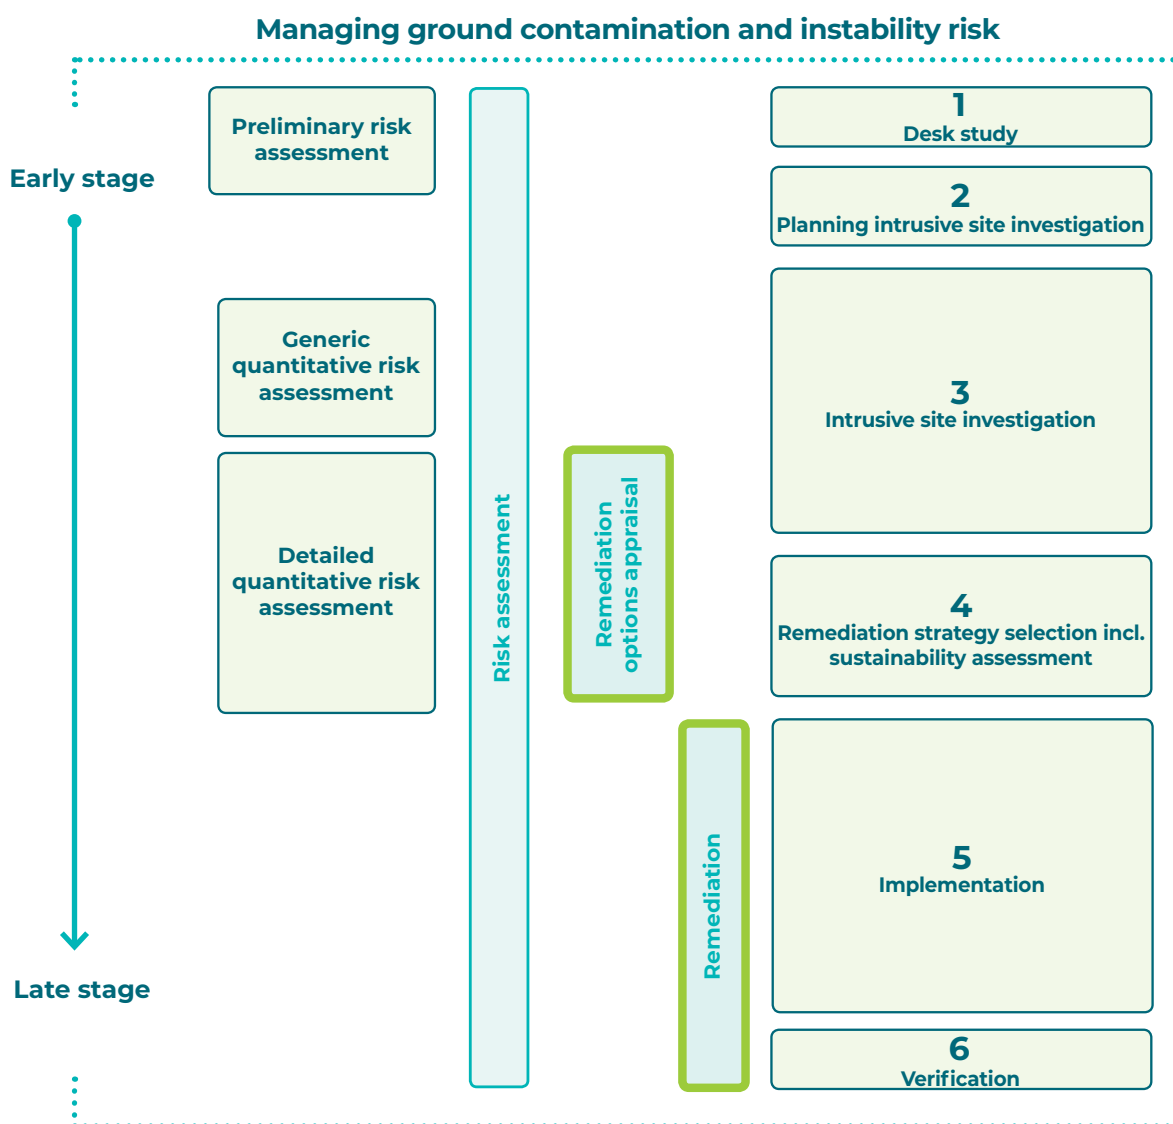 Managing ground contamination and instability risk
Early stage
Late stage
Preliminary risk
assessment
Generic
quantitative risk
assessment
Detailed
quantitative risk
assessment
Risk assessment
Remediation
options appraisal
Remediation
1
Desk study
2
Planning intrusive site investigation
3
Intrusive site investigation
4
Remediation strategy selection incl.
sustainability assessment
5
Implementation
6
Verification